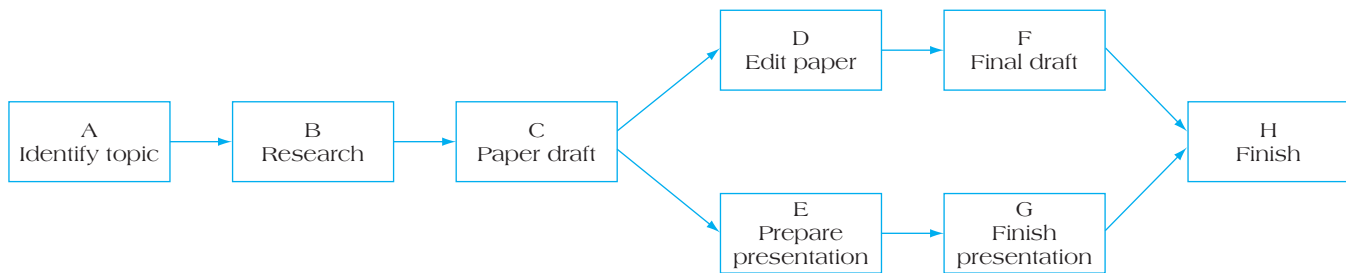 A
Identify topic
B
Research
C
Paper draft
D
Edit paper
F
Final draft
E
Prepare
presentation
G
Finish
presentation
H
Finish